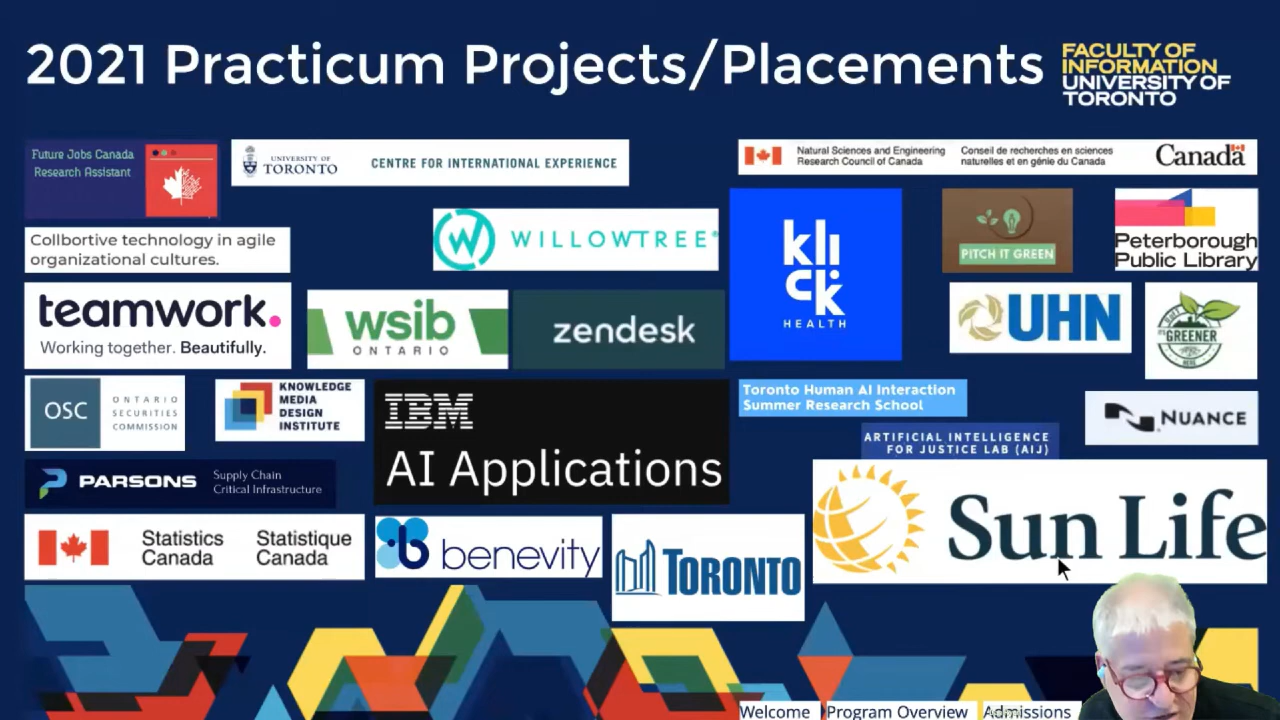 2021 Practicum Projects/Placements
FACULTY OF
INFORMATION
UNIVERSITY OF
TORONTO
Future Jobs Canada
Research Assistant
UNIVERSITY OF
TORONTO
CENTRE FOR INTERNATIONAL EXPERIENCE
Natural Sciences and Engineering
Research Council of Canada
Conseil de recherches en sciences
naturelles et en génie du Canada
Canada
Collbortive technology in agile
organizational cultures.
WILLOWTREE®
klick
HEALTH
PITCH IT GREEN
Peterborough
Public Library
teamwork.
Working together. Beautifully.
wsib
ONTARIO
zendesk
UHN
GREENER
OSC
ONTARIO
SECURITIES
COMMISSION
KNOWLEDGE
MEDIA
DESIGN
INSTITUTE
IBM
AI Applications
Toronto Human AI Interaction
Summer Research School
NUANCE
ARTIFICIAL INTELLIGENCE
FOR JUSTICE LAB (AIJ)
PARSONS
Supply Chain
Critical Infrastructure
Sun Life
Statistics
Canada
Statistique
Canada
benevity
TORONTO
Welcome
Program Overview
Admissions